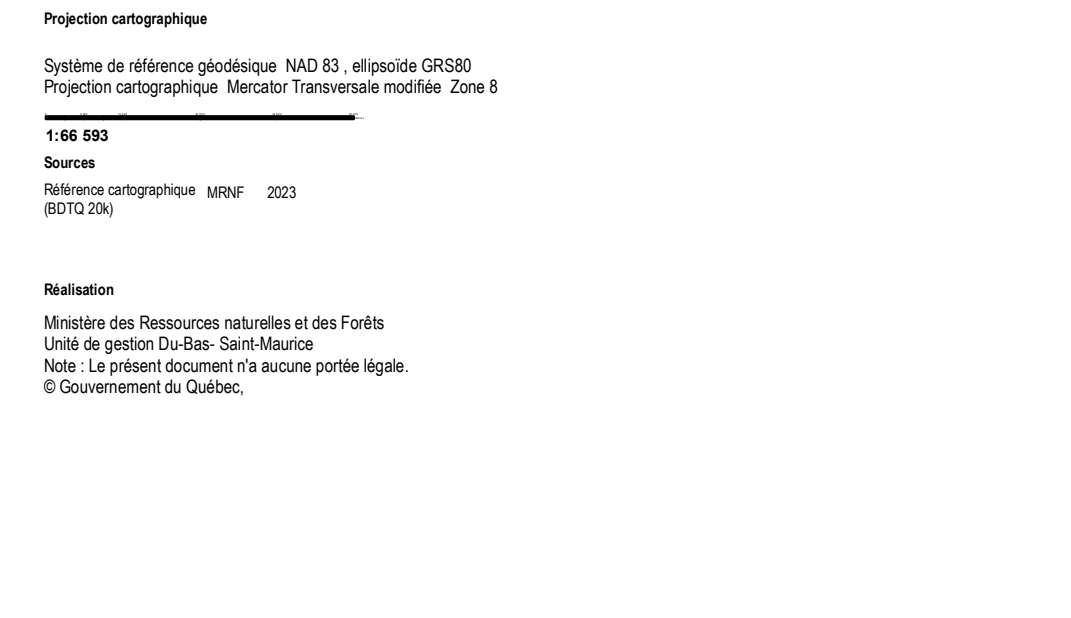 Projection cartographique
Système de référence géodésique NAD 83 , ellipsoïde GRS80
Projection cartographique Mercator Transversale modifiée Zone 8
1:66 593
Sources
Référence cartographique MRNF 2023
(BDTQ 20k)
Réalisation
Ministère des Ressources naturelles et des Forêts
Unité de gestion Du-Bas- Saint-Maurice
Note : Le présent document n'a aucune portée légale.
© Gouvernement du Québec,